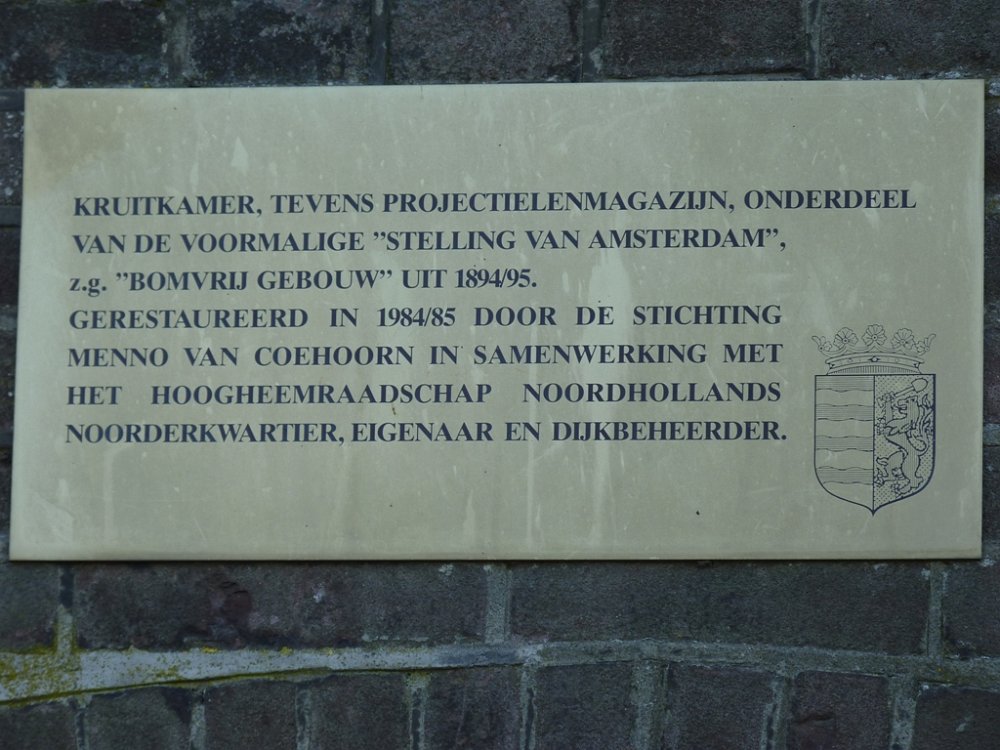 KRUITKAMER, TEVENS PROJECTIELENMAGAZIJN, ONDERDEEL
VAN DE VOORMALIGE ”STELLING VAN AMSTERDAM”,
z.g. ”BOMVRIJ GEBOUW” UIT 1894/95.
GERESTAUREERD IN 1984/85 DOOR DE STICHTING
MENNO VAN COEHOORN IN SAMENWERKING MET
HET HOOGHEEMRAADSCHAP NOORDHOLLANDS
NOORDERKWARTIER, EIGENAAR EN DIJKBEHEERDER.